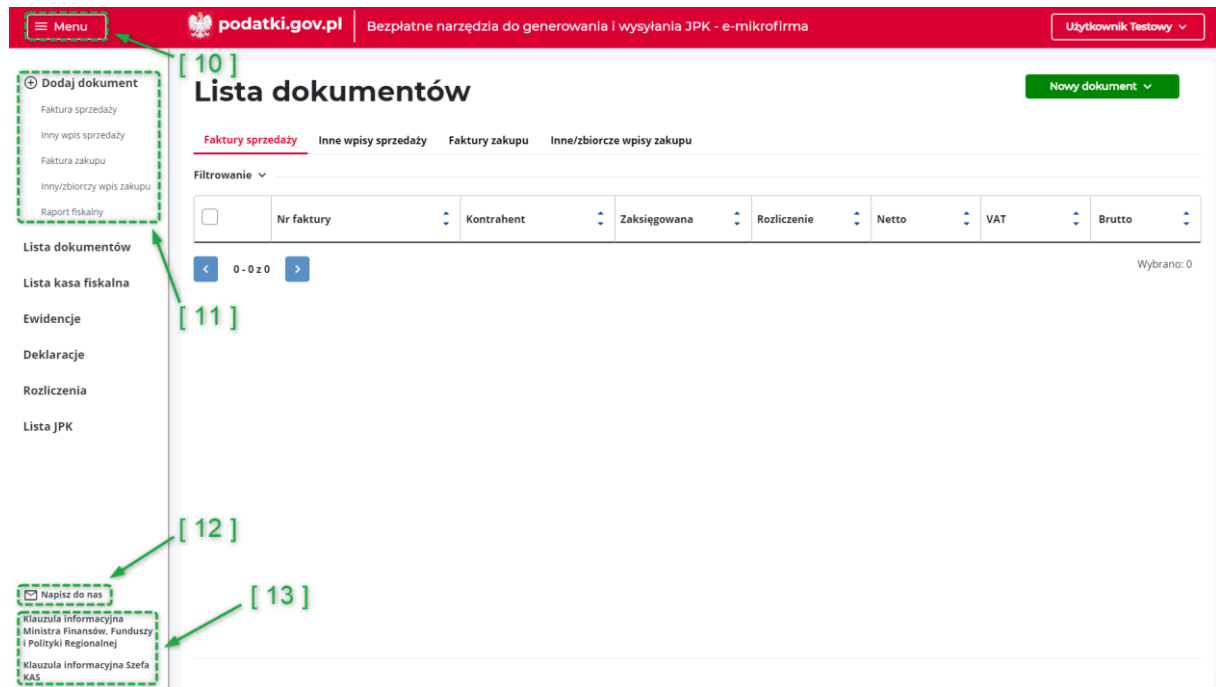 Menu
podatki.gov.pl
Bezpłatne narzędzia do generowania i wysyłania JPK - e-mikrofirma
Użytkownik Testowy
[ 10 ]
Dodaj dokument
Faktura sprzedaży
Inny wpis sprzedaży
Faktura zakupu
Inny/zbiorczy wpis zakupu
Raport fiskalny
[ 11 ]
Lista dokumentów
Lista kasa fiskalna
Ewidencje
Deklaracje
Rozliczenia
Lista JPK
[ 12 ]
Napisz do nas
[ 13 ]
Klauzula informacyjna
Ministra Finansów, Funduszy
i Polityki Regionalnej
Klauzula informacyjna Szefa
KAS
Lista dokumentów
Nowy dokument
Faktury sprzedaży Inne wpisy sprzedaży Faktury zakupu Inne/zbiorcze wpisy zakupu
Filtrowanie
Nr faktury Kontrahent Zaksięgowana Rozliczenie Netto VAT Brutto
0 - 0 z 0
Wybrano: 0